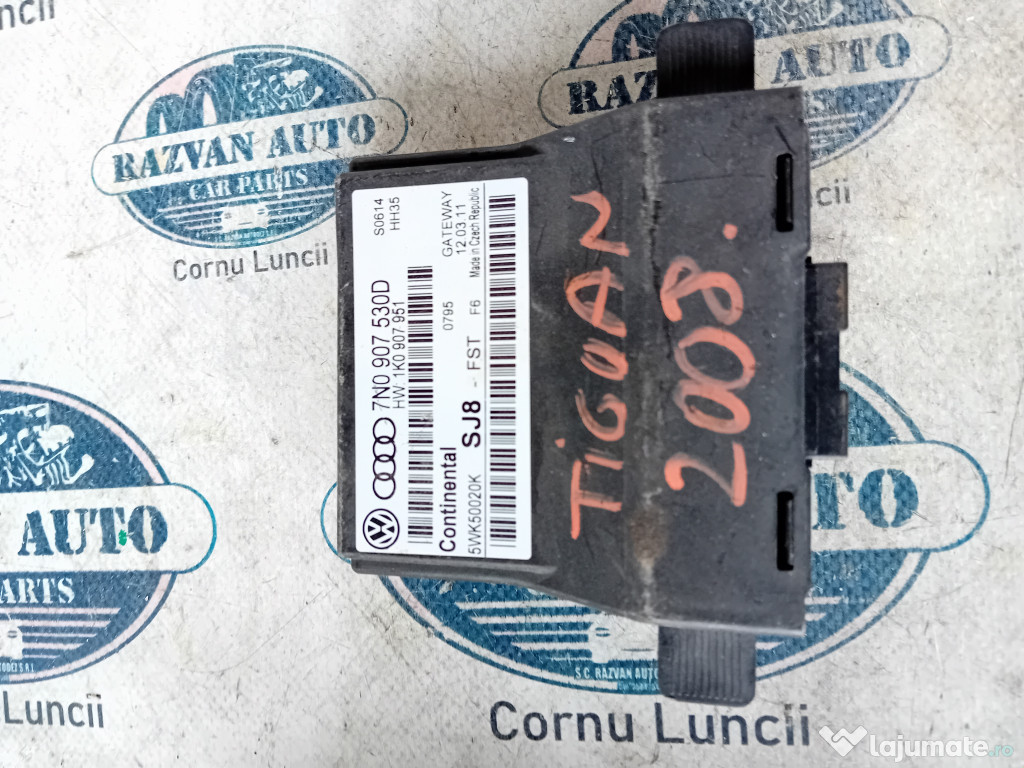 Luncii
RAZVAN AUTO
CAR PARTS
Cornu Luncii
RAZVAN AUTO
AUTO
ARTS
Luncii
AUTO
S.C. RAZVAN AUTO
Cornu Luncii
7N0 907 530D
HW: 1K0 907 951
S0614
HH35
Continental
0795
GATEWAY
12 03 11
5WK50020K
SJ8 - FST F6
Made in Czech Republic
TiGUAN
2008.
lajumate